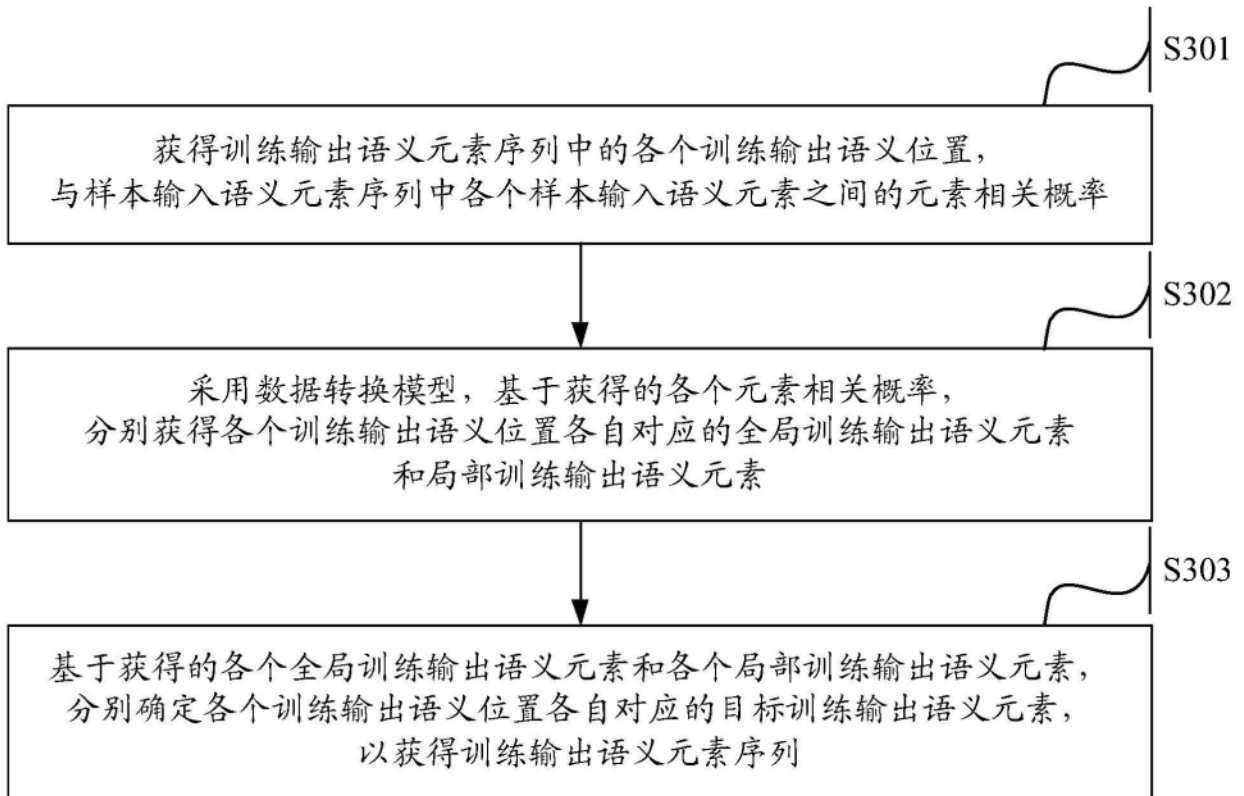 S301
获得训练输出语义元素序列中的各个训练输出语义位置，
与样本输入语义元素序列中各个样本输入语义元素之间的元素相关概率
S302
采用数据转换模型，基于获得的各个元素相关概率，
分别获得各个训练输出语义位置各自对应的全局训练输出语义元素
和局部训练输出语义元素
S303
基于获得的各个全局训练输出语义元素和各个局部训练输出语义元素，
分别确定各个训练输出语义位置各自对应的目标训练输出语义元素，
以获得训练输出语义元素序列